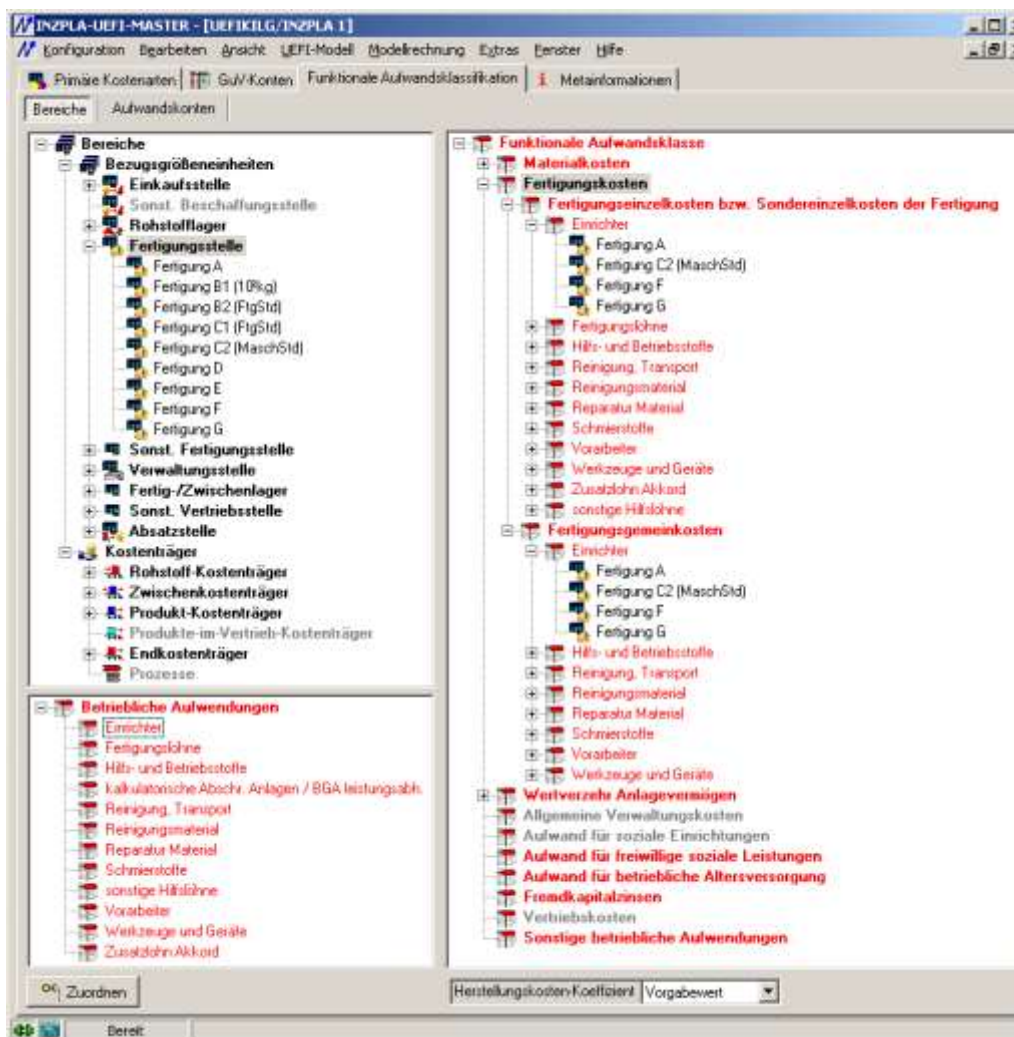 INZPLA-UEFI-MASTER - [UEFIKILG/INZPLA 1]
Konfiguration Bearbeiten Ansicht UEFI-Modell Modellrechnung Extras Fenster Hilfe
Primäre Kostenarten GuV-Konten Funktionale Aufwandsklassifikation Metainformationen
Bereiche Aufwandskonten
Bereiche
Bezugsgrößeneinheiten
Einkaufsstelle
Sonst. Beschaffungsstelle
Rohstofflager
Fertigungsstelle
Fertigung A
Fertigung B1 (10%kg)
Fertigung B2 (FtgStd)
Fertigung C1 (FtgStd)
Fertigung C2 (MaschStd)
Fertigung D
Fertigung E
Fertigung F
Fertigung G
Sonst. Fertigungsstelle
Verwaltungsstelle
Fertig-/Zwischenlager
Sonst. Vertriebsstelle
Absatzstelle
Kostenträger
Rohstoff-Kostenträger
Zwischenkostenträger
Produkt-Kostenträger
Produkte-im-Vertrieb-Kostenträger
Endkostenträger
Prozesse
Betriebliche Aufwendungen
Einrichter
Fertigungslöhne
Hilfs- und Betriebsstoffe
kalkulatorische Abschr. Anlagen / BGA leistungsabh.
Reinigung, Transport
Reinigungsmaterial
Reparatur Material
Schmierstoffe
sonstige Hilfslöhne
Vorarbeiter
Werkzeuge und Geräte
Zusatzlohn Akkord
Zuordnen
Funktionale Aufwandsklasse
Materialkosten
Fertigungskosten
Fertigungseinzelkosten bzw. Sondereinzelkosten der Fertigung
Einrichter
Fertigung A
Fertigung C2 (MaschStd)
Fertigung F
Fertigung G
Fertigungslöhne
Hilfs- und Betriebsstoffe
Reinigung, Transport
Reinigungsmaterial
Reparatur Material
Schmierstoffe
Vorarbeiter
Werkzeuge und Geräte
Zusatzlohn Akkord
sonstige Hilfslöhne
Fertigungsgemeinkosten
Einrichter
Fertigung A
Fertigung C2 (MaschStd)
Fertigung F
Fertigung G
Hilfs- und Betriebsstoffe
Reinigung, Transport
Reinigungsmaterial
Reparatur Material
Schmierstoffe
Vorarbeiter
Werkzeuge und Geräte
Wertverzehr Anlagevermögen
Allgemeine Verwaltungskosten
Aufwand für soziale Einrichtungen
Aufwand für freiwillige soziale Leistungen
Aufwand für betriebliche Altersversorgung
Fremdkapitalzinsen
Vertriebskosten
Sonstige betriebliche Aufwendungen
Herstellungskosten-Koeffizient Vorgabewert
Bereit